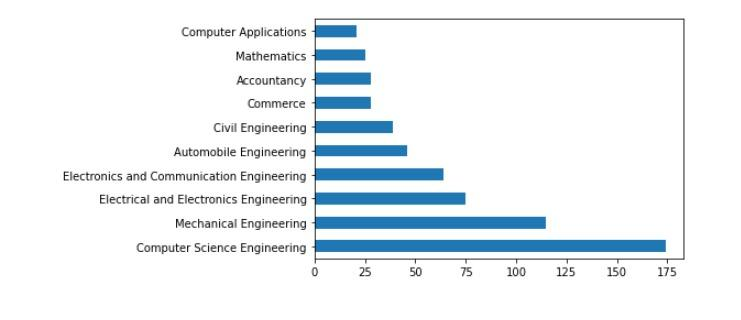 Computer Applications
Mathematics
Accountancy
Commerce
Civil Engineering
Automobile Engineering
Electronics and Communication Engineering
Electrical and Electronics Engineering
Mechanical Engineering
Computer Science Engineering
0 25 50 75 100 125 150 175